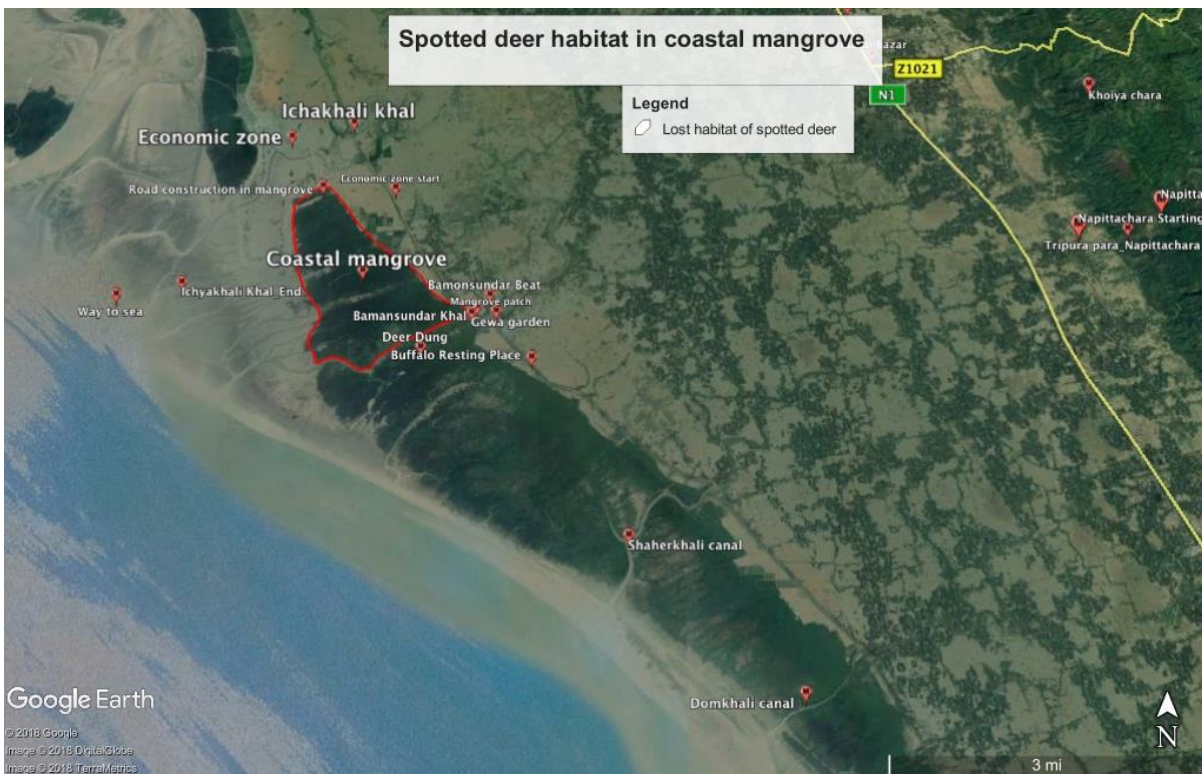 Spotted deer habitat in coastal mangrove
Z1021
N1
Legend
Lost habitat of spotted deer
Khoiya chara
Ichakhali khal
Economic zone
Road construction in mangrove
Economic zone start
Napitta
Napittachara Starting
Tripura para_Napittachara
Coastal mangrove
Way to sea
Ichyakhali Khal_End
Bamonsundar Beat
Mangrove patch
Bamansundar Khal
Gewa garden
Deer Dung
Buffalo Resting Place
Shaherkhali canal
Domkhali canal
Google Earth
© 2018 Google
Image © 2018 DigitalGlobe
Image © 2018 TerraMetrics
N
3 mi